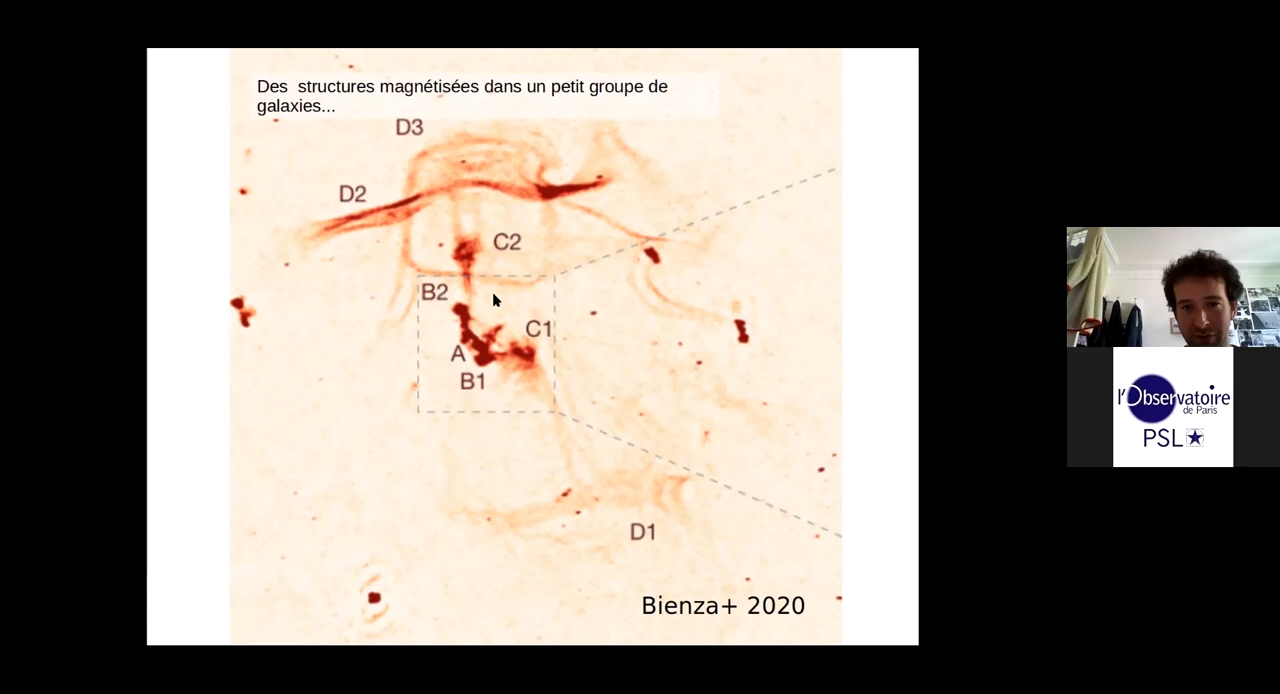 Des  structures magnétisées dans un petit groupe de
galaxies...
D3
D2
C2
B2
C1
A
B1
D1
Bienza+ 2020
l'Observatoire
de Paris
PSL